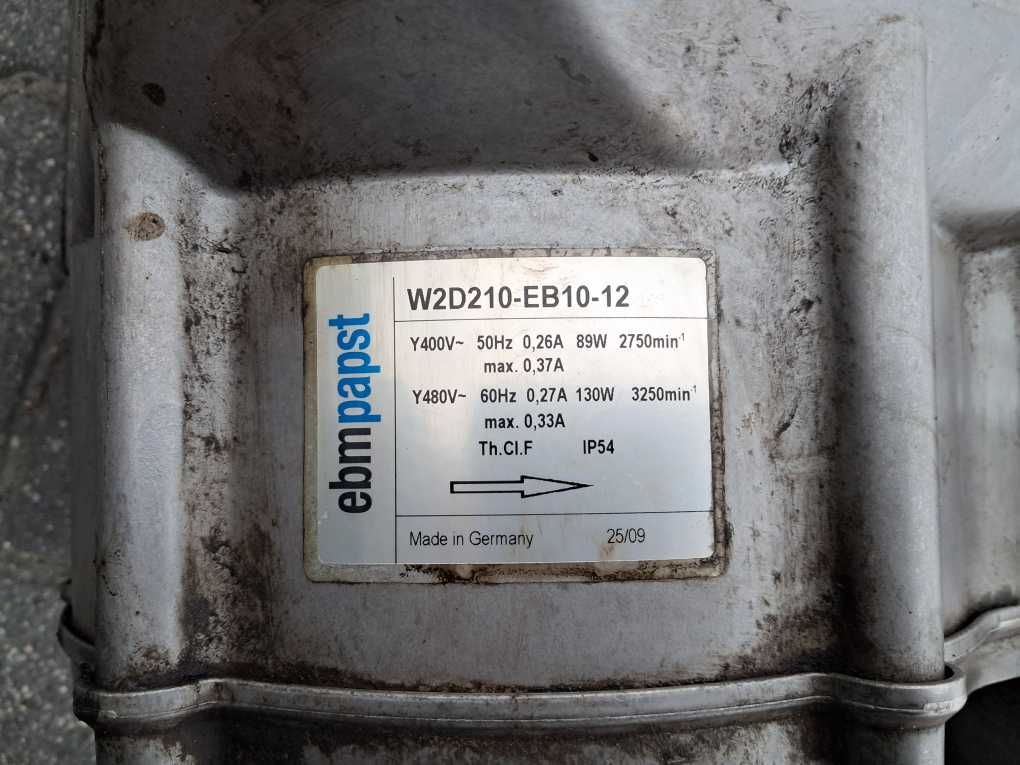 ebmpapst
W2D210-EB10-12
Y400V~ 50Hz 0,26A 89W 2750min⁻¹
max. 0,37A
Y480V~ 60Hz 0,27A 130W 3250min⁻¹
max. 0,33A
Th.Cl.F IP54
Made in Germany 25/09